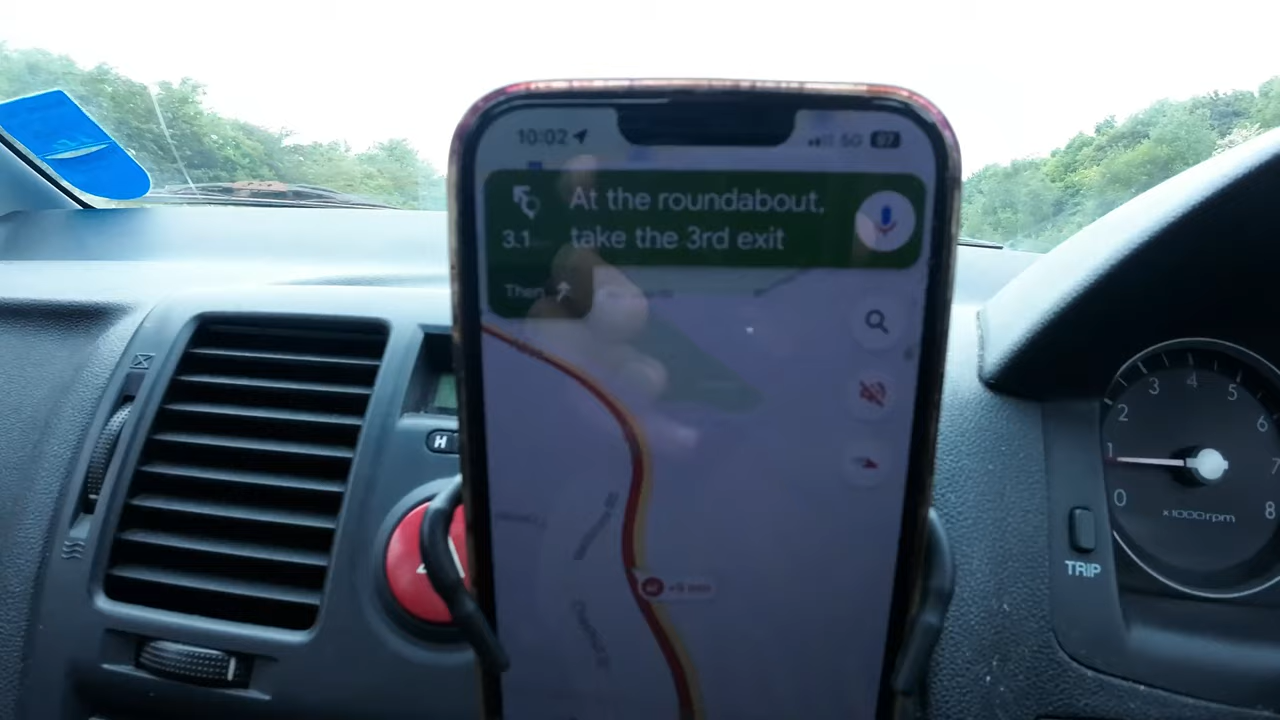 10:02
5G 87
At the roundabout,
take the 3rd exit
3.1
Then
H
0
1
2
3
4
5
6
7
8
x1000rpm
TRIP